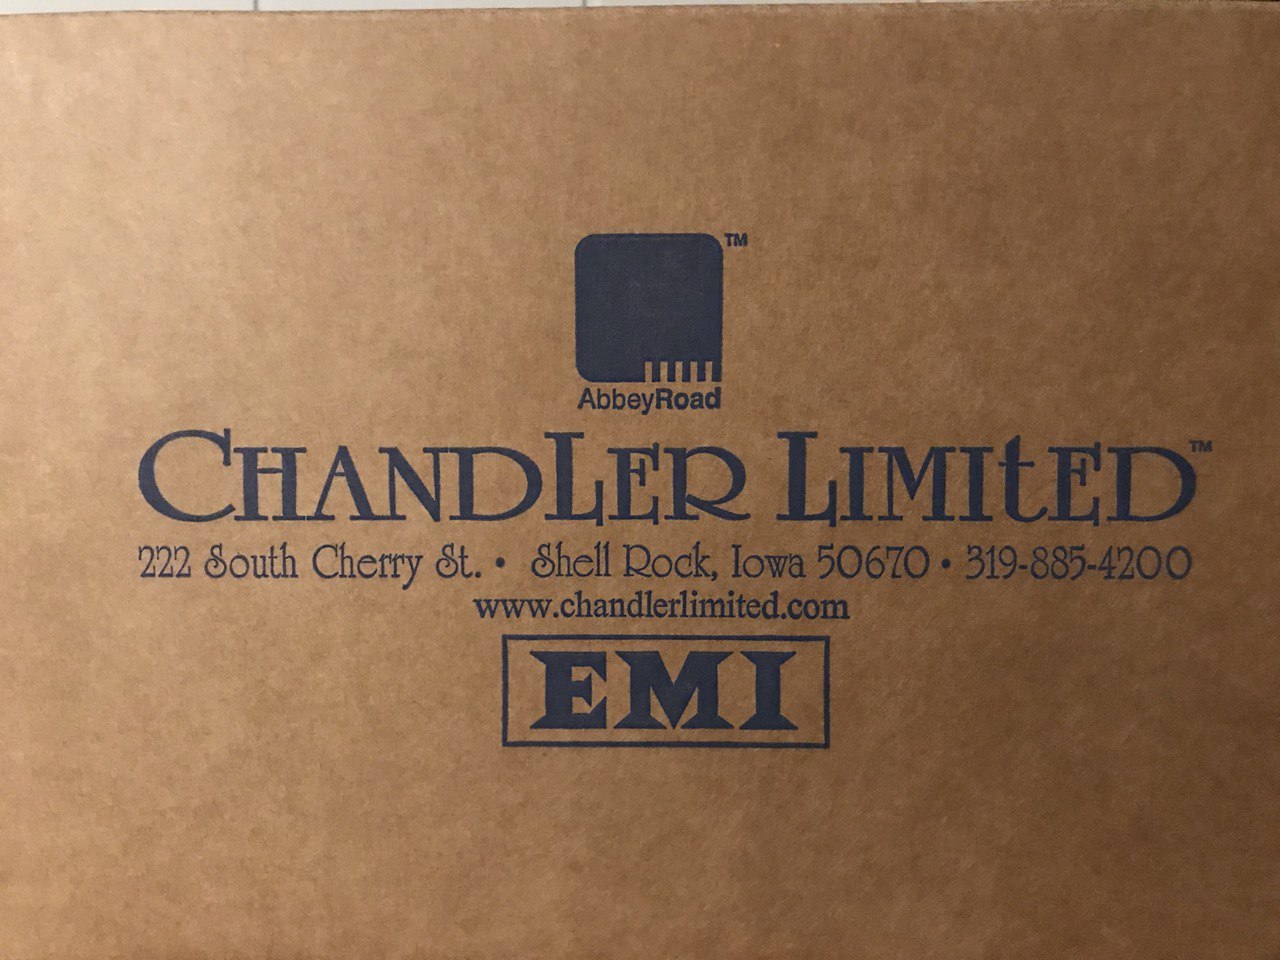 TM
AbbeyRoad
CHANDLER LIMITED™
222 South Cherry St. • Shell Rock, Iowa 50670 • 319-885-4200
www.chandlerlimited.com
EMI